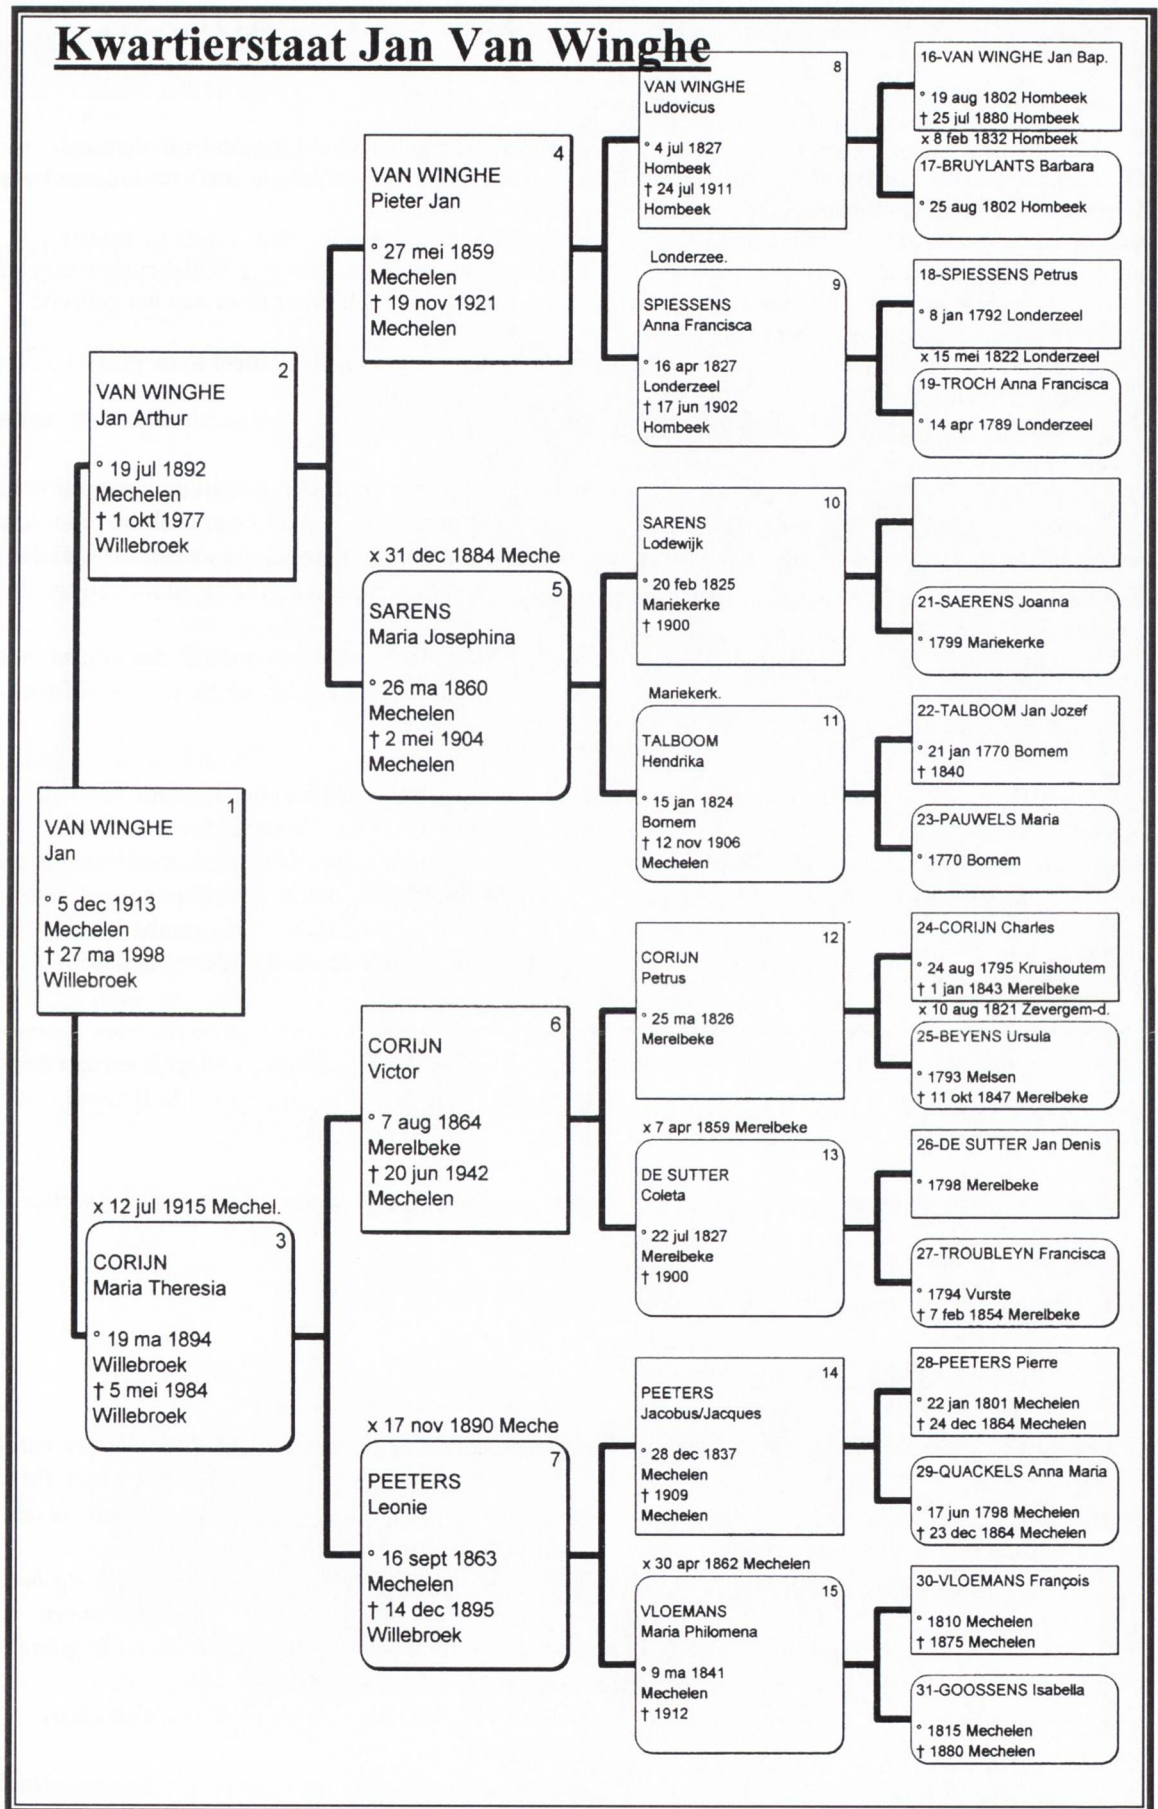 Kwartierstaat Jan Van Winghe
1
VAN WINGHE
Jan
° 5 dec 1913
Mechelen
† 27 ma 1998
Willebroek
2
VAN WINGHE
Jan Arthur
° 19 jul 1892
Mechelen
† 1 okt 1977
Willebroek
x 12 jul 1915 Mechel.
3
CORIJN
Maria Theresia
° 19 ma 1894
Willebroek
† 5 mei 1984
Willebroek
4
VAN WINGHE
Pieter Jan
° 27 mei 1859
Mechelen
† 19 nov 1921
Mechelen
x 31 dec 1884 Meche
5
SARENS
Maria Josephina
° 26 ma 1860
Mechelen
† 2 mei 1904
Mechelen
6
CORIJN
Victor
° 7 aug 1864
Merelbeke
† 20 jun 1942
Mechelen
x 17 nov 1890 Meche
7
PEETERS
Leonie
° 16 sept 1863
Mechelen
† 14 dec 1895
Willebroek
8
VAN WINGHE
Ludovicus
° 4 jul 1827
Hombeek
† 24 jul 1911
Hombeek
Londerzee.
9
SPIESSENS
Anna Francisca
° 16 apr 1827
Londerzeel
† 17 jun 1902
Hombeek
10
SARENS
Lodewijk
° 20 feb 1825
Mariekerke
† 1900
Mariekerk.
11
TALBOOM
Hendrika
° 15 jan 1824
Bornem
† 12 nov 1906
Mechelen
12
CORIJN
Petrus
° 25 ma 1826
Merelbeke
x 7 apr 1859 Merelbeke
13
DE SUTTER
Coleta
° 22 jul 1827
Merelbeke
† 1900
14
PEETERS
Jacobus/Jacques
° 28 dec 1837
Mechelen
† 1909
Mechelen
x 30 apr 1862 Mechelen
15
VLOEMANS
Maria Philomena
° 9 ma 1841
Mechelen
† 1912
16-VAN WINGHE Jan Bap.
° 19 aug 1802 Hombeek
† 25 jul 1880 Hombeek
x 8 feb 1832 Hombeek
17-BRUYLANTS Barbara
° 25 aug 1802 Hombeek
18-SPIESSENS Petrus
° 8 jan 1792 Londerzeel
x 15 mei 1822 Londerzeel
19-TROCH Anna Francisca
° 14 apr 1789 Londerzeel
21-SAERENS Joanna
° 1799 Mariekerke
22-TALBOOM Jan Jozef
° 21 jan 1770 Bornem
† 1840
23-PAUWELS Maria
° 1770 Bornem
24-CORIJN Charles
° 24 aug 1795 Kruishoutem
† 1 jan 1843 Merelbeke
x 10 aug 1821 Zevergem-d.
25-BEYENS Ursula
° 1793 Melsen
† 11 okt 1847 Merelbeke
26-DE SUTTER Jan Denis
° 1798 Merelbeke
27-TROUBLEYN Francisca
° 1794 Vurste
† 7 feb 1854 Merelbeke
28-PEETERS Pierre
° 22 jan 1801 Mechelen
† 24 dec 1864 Mechelen
29-QUACKELS Anna Maria
° 17 jun 1798 Mechelen
† 23 dec 1864 Mechelen
30-VLOEMANS François
° 1810 Mechelen
† 1875 Mechelen
31-GOOSSENS Isabella
° 1815 Mechelen
† 1880 Mechelen